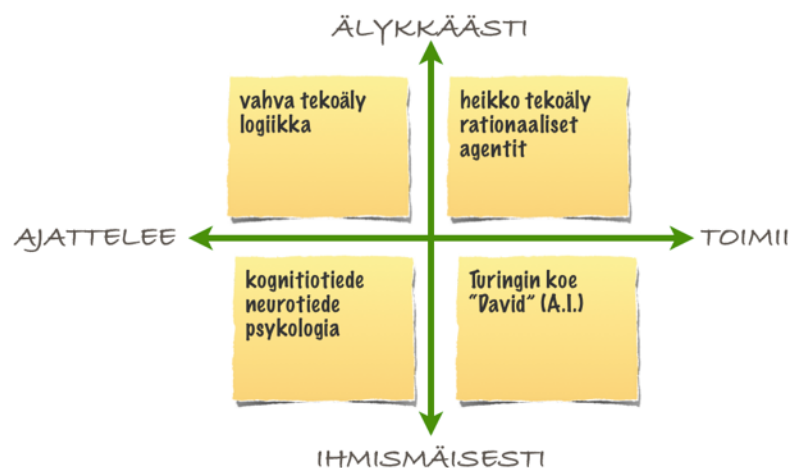 ÄLYKKÄÄSTI
vahva tekoäly
logiikka
heikko tekoäly
rationaaliset
agentit
AJATTELEE
TOIMII
kognitiotiede
neurotiede
psykologia
Turingin koe
"David" (A.I.)
IHMISMÄISESTI